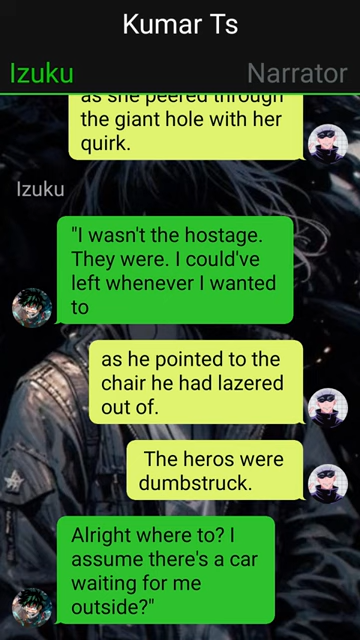 Kumar Ts
Izuku
Narrator
as she peered through
the giant hole with her
quirk.
Izuku
"I wasn't the hostage.
They were. I could've
left whenever I wanted
to
as he pointed to the
chair he had lazered
out of.
The heros were
dumbstruck.
Alright where to? I
assume there's a car
waiting for me
outside?"